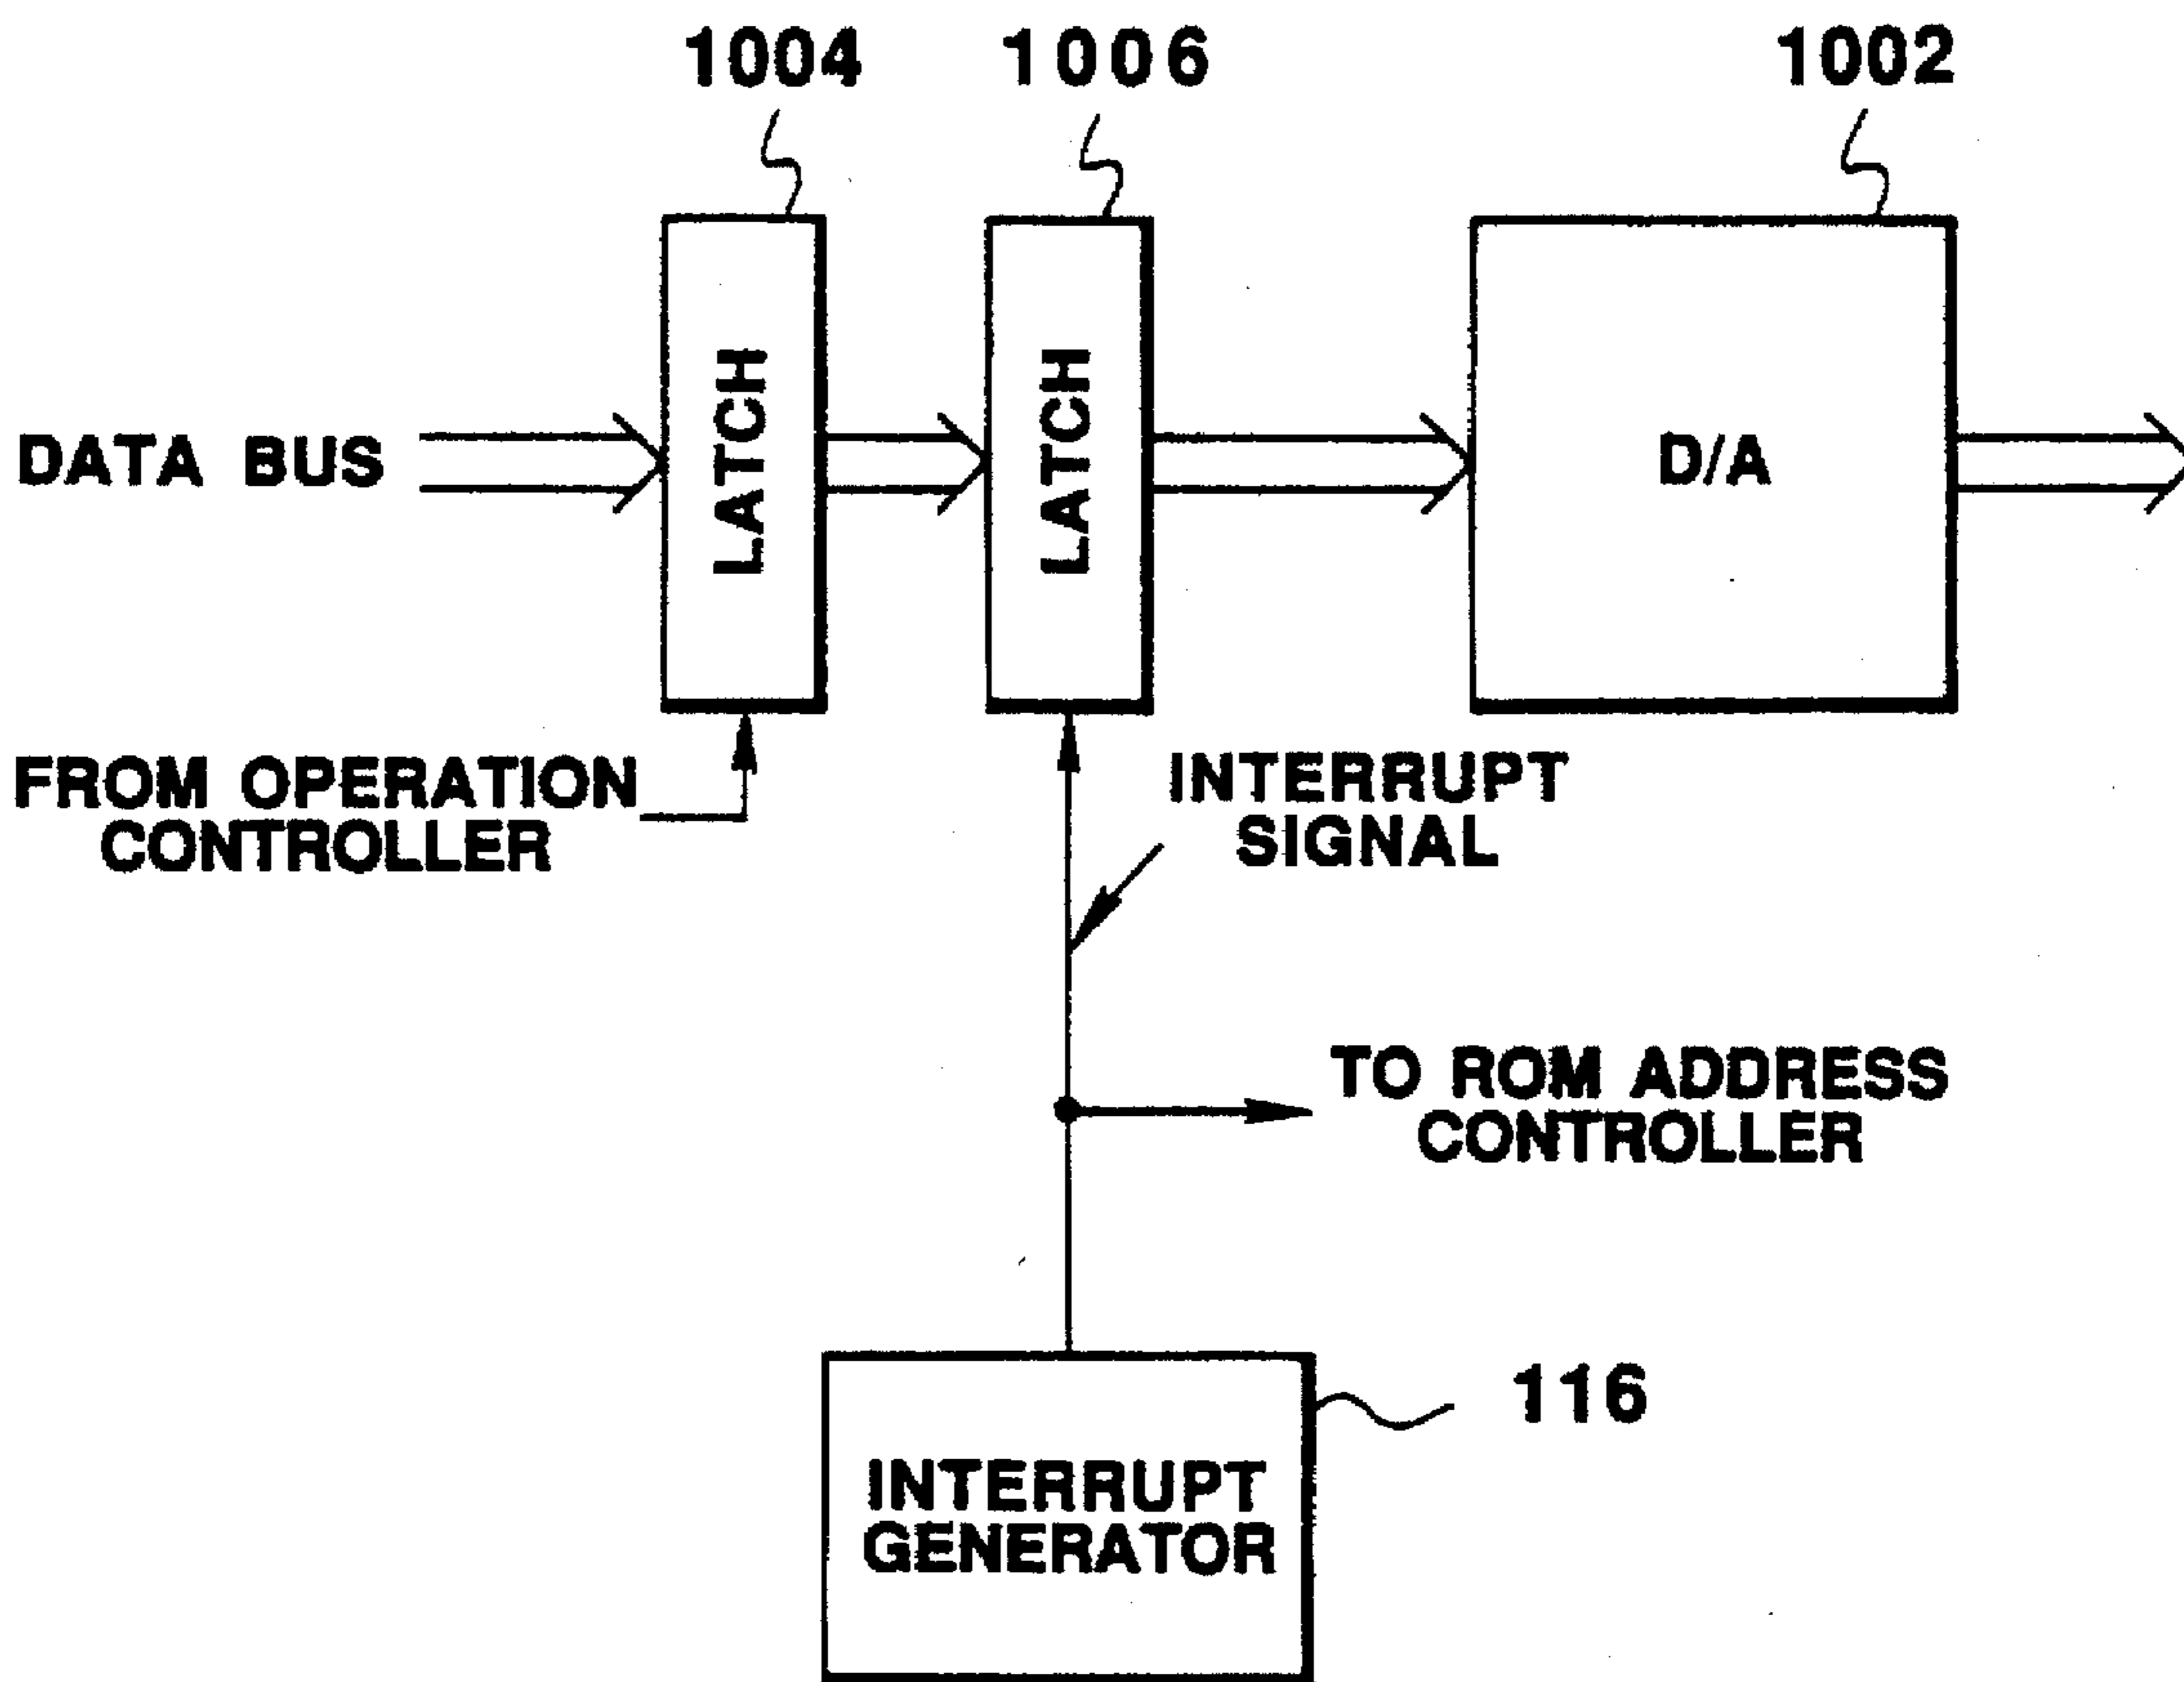 1004
1006
1002
LATCH
LATCH
DATA BUS
D/A
FROM OPERATION
CONTROLLER
INTERRUPT
SIGNAL
TO ROM ADDRESS
CONTROLLER
116
INTERRUPT
GENERATOR